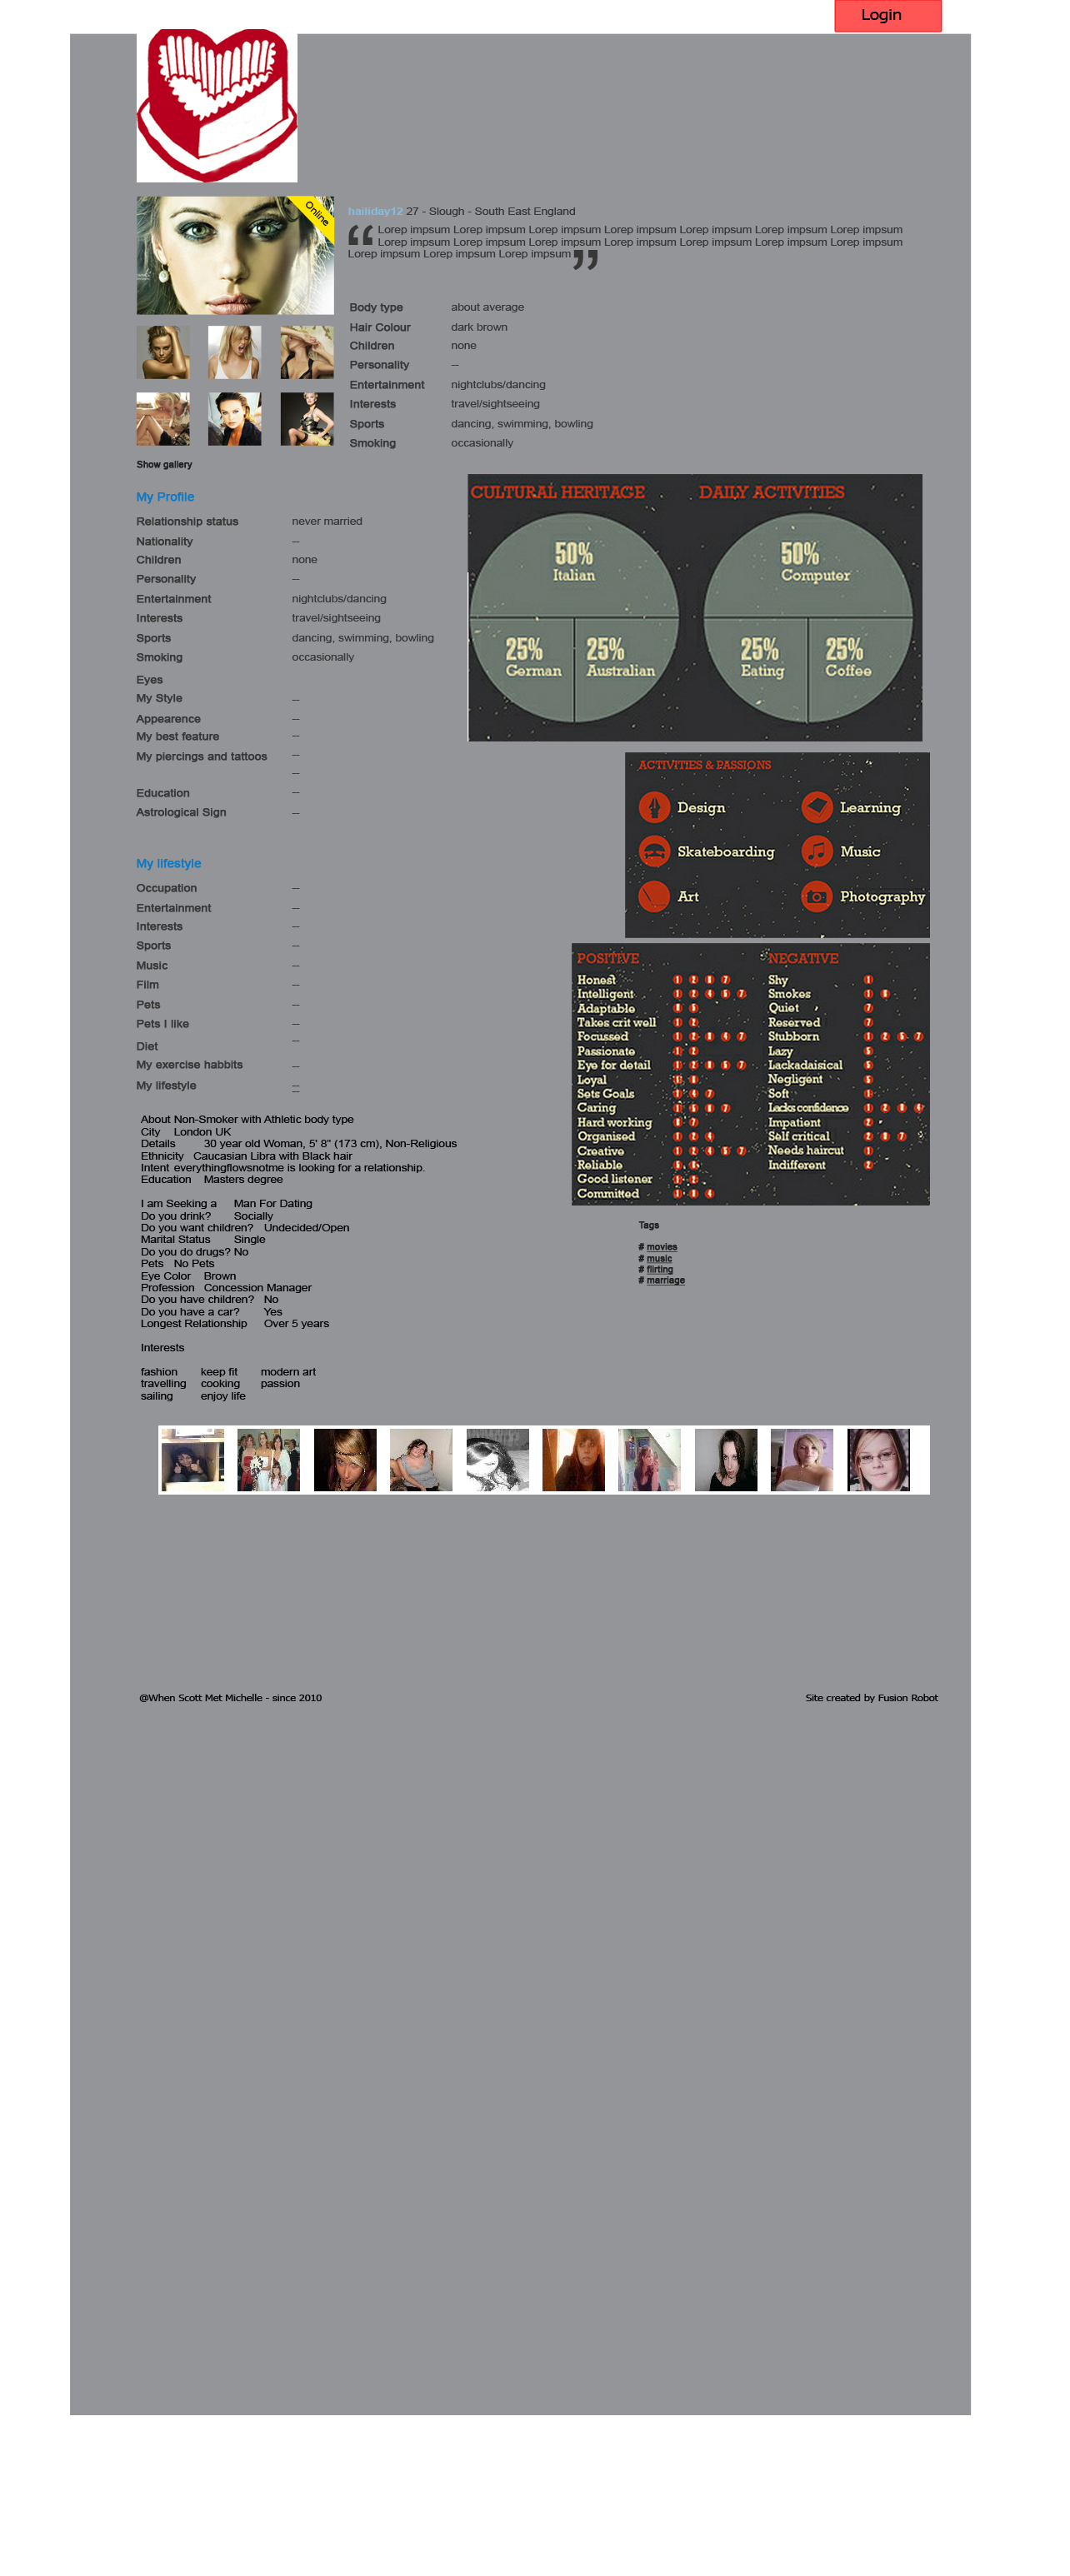 Login
Online
hailiday12 27 - Slough - South East England
“ Lorep impsum Lorep impsum Lorep impsum Lorep impsum Lorep impsum Lorep impsum Lorep impsum
Lorep impsum Lorep impsum Lorep impsum Lorep impsum Lorep impsum Lorep impsum Lorep impsum
Lorep impsum Lorep impsum Lorep impsum ”
Body type about average
Hair Colour dark brown
Children none
Personality --
Entertainment nightclubs/dancing
Interests travel/sightseeing
Sports dancing, swimming, bowling
Smoking occasionally
Show gallery
My Profile
Relationship status never married
Nationality --
Children none
Personality --
Entertainment nightclubs/dancing
Interests travel/sightseeing
Sports dancing, swimming, bowling
Smoking occasionally
Eyes
My Style --
Appearence --
My best feature --
My piercings and tattoos --
--
Education --
Astrological Sign --
CULTURAL HERITAGE
50%
Italian
25%
German
25%
Australian
DAILY ACTIVITIES
50%
Computer
25%
Eating
25%
Coffee
ACTIVITIES & PASSIONS
Design Learning
Skateboarding Music
Art Photography
My lifestyle
Occupation --
Entertainment --
Interests --
Sports --
Music --
Film --
Pets --
Pets I like --
Diet --
My exercise habbits --
My lifestyle --
--
POSITIVE
Honest
Intelligent
Adaptable
Takes crit well
Focussed
Passionate
Eye for detail
Loyal
Sets Goals
Caring
Hard working
Organised
Creative
Reliable
Good listener
Committed
NEGATIVE
Shy
Smokes
Quiet
Reserved
Stubborn
Lazy
Lackadaisical
Negligent
Soft
Lacks confidence
Impatient
Self critical
Needs haircut
Indifferent
About Non-Smoker with Athletic body type
City London UK
Details 30 year old Woman, 5' 8" (173 cm), Non-Religious
Ethnicity Caucasian Libra with Black hair
Intent everythingflowsnotme is looking for a relationship.
Education Masters degree
I am Seeking a Man For Dating
Do you drink? Socially
Do you want children? Undecided/Open
Marital Status Single
Do you do drugs? No
Pets No Pets
Eye Color Brown
Profession Concession Manager
Do you have children? No
Do you have a car? Yes
Longest Relationship Over 5 years
Interests
fashion keep fit modern art
travelling cooking passion
sailing enjoy life
Tags
# movies
# music
# flirting
# marriage
@When Scott Met Michelle - since 2010
Site created by Fusion Robot